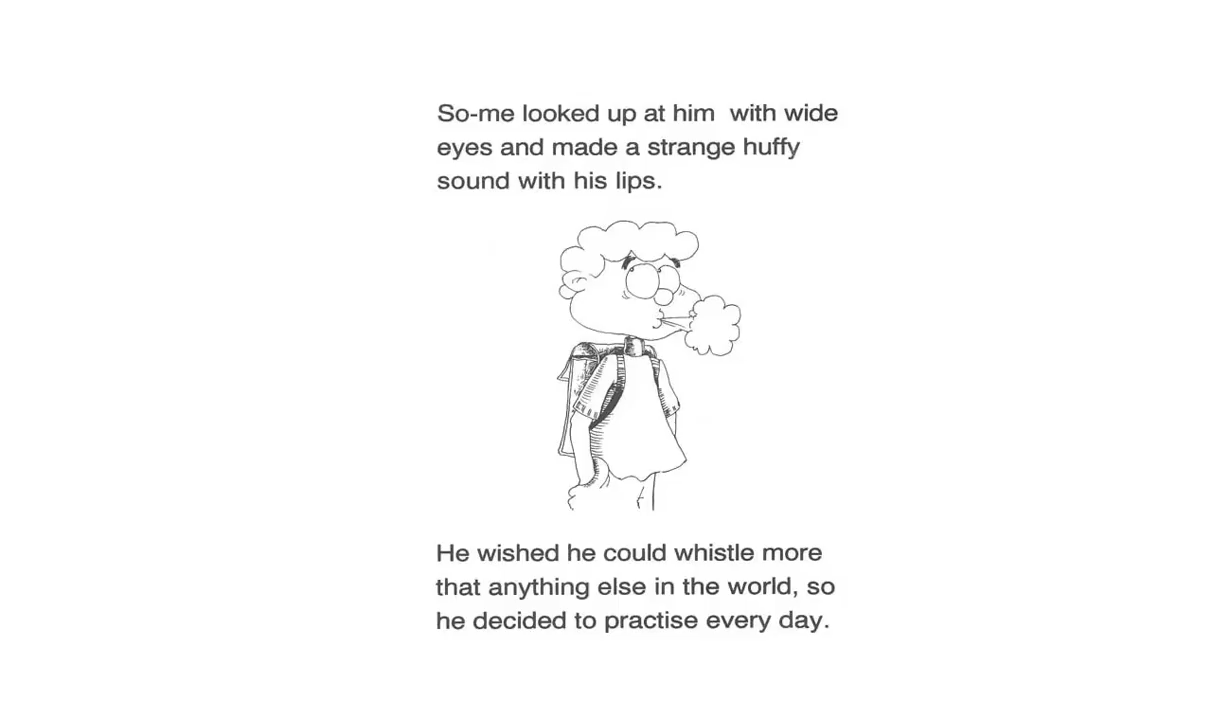 So-me looked up at him with wide
eyes and made a strange huffy
sound with his lips.
He wished he could whistle more
that anything else in the world, so
he decided to practise every day.